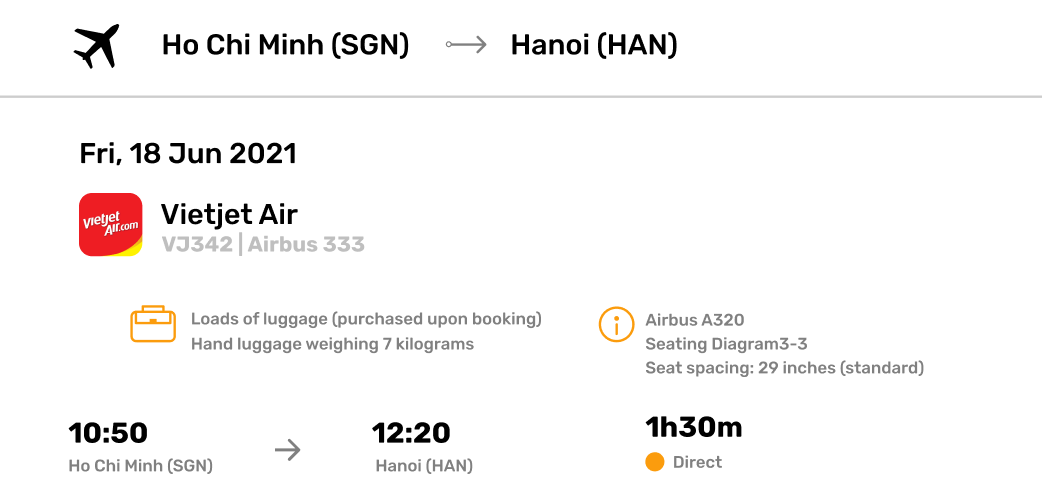 Ho Chi Minh (SGN) Hanoi (HAN)
Fri, 18 Jun 2021
Vietjet Air.com
Vietjet Air
VJ342 | Airbus 333
Loads of luggage (purchased upon booking)
Hand luggage weighing 7 kilograms
Airbus A320
Seating Diagram3-3
Seat spacing: 29 inches (standard)
10:50 12:20 1h30m
Ho Chi Minh (SGN) Hanoi (HAN) Direct